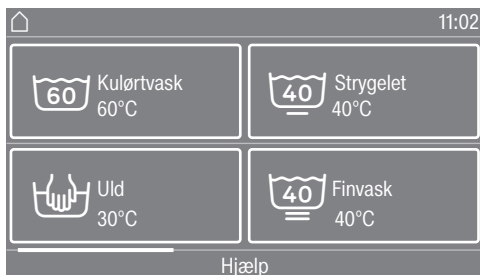 11:02
60 Kulørtvask
60°C
40 Strygelet
40°C
Uld
30°C
40 Finvask
40°C
Hjælp